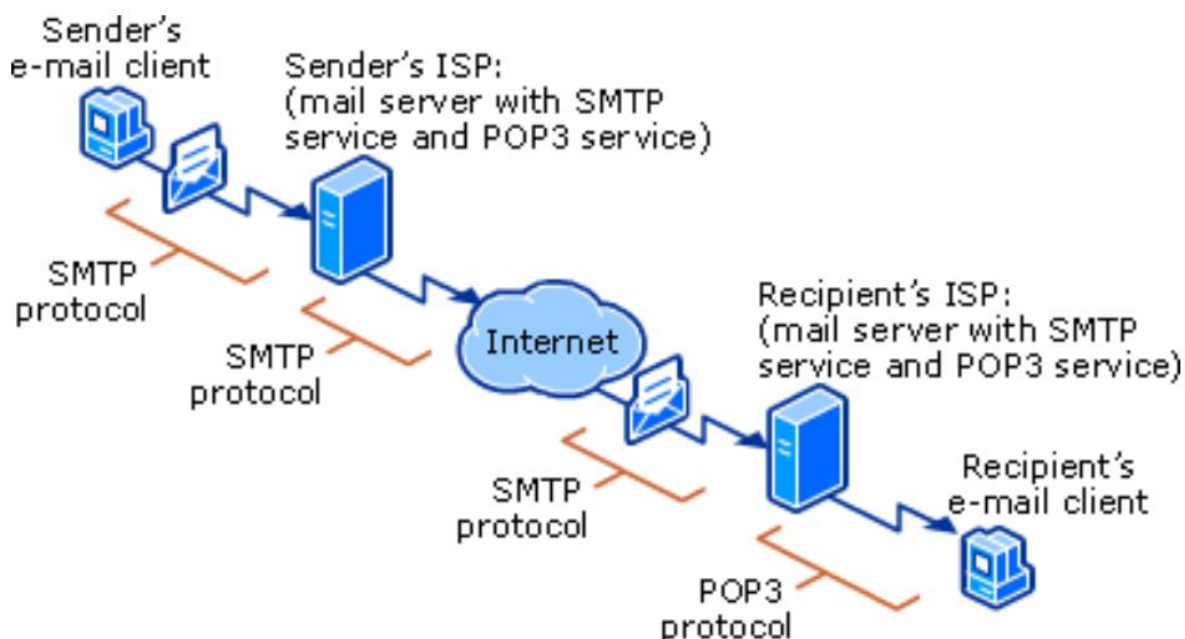 Sender's
e-mail client
Sender's ISP:
(mail server with SMTP
service and POP3 service)
SMTP
protocol
SMTP
protocol
Internet
Recipient's ISP:
(mail server with SMTP
service and POP3 service)
SMTP
protocol
Recipient's
e-mail client
POP3
protocol